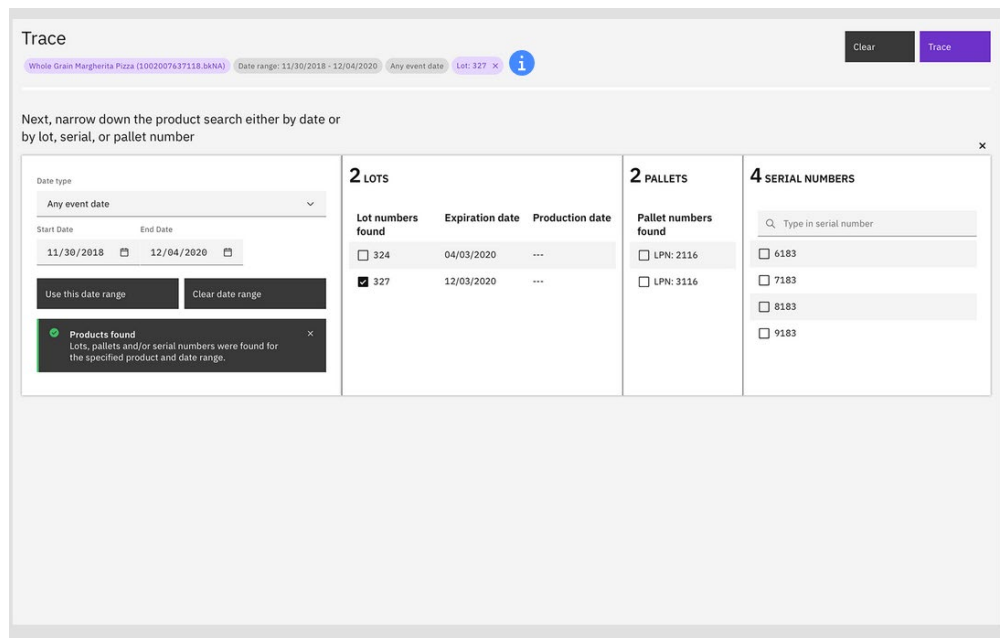 Trace
Clear
Trace
Whole Grain Margherita Pizza (1002007637118.bkNA) Date range: 11/30/2018 - 12/04/2020 Any event date Lot: 327 ×
i
Next, narrow down the product search either by date or
by lot, serial, or pallet number
×
Date type
Any event date
Start Date End Date
11/30/2018 12/04/2020
Use this date range Clear date range
Products found ×
Lots, pallets and/or serial numbers were found for
the specified product and date range.
2 LOTS
Lot numbers found Expiration date Production date
324 04/03/2020 ---
327 12/03/2020 ---
2 PALLETS
Pallet numbers
found
LPN: 2116
LPN: 3116
4 SERIAL NUMBERS
Type in serial number
6183
7183
8183
9183